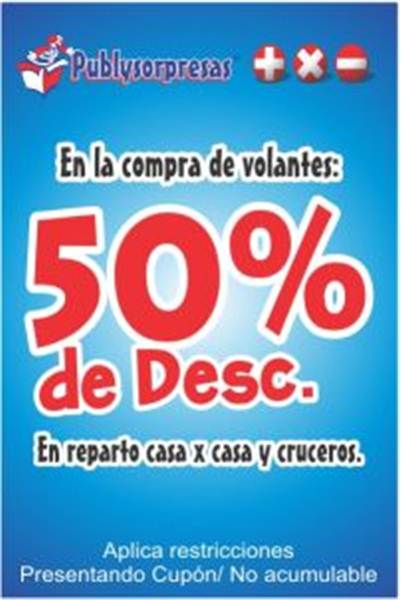 Publysorpresas + x -
En la compra de volantes:
50%
de Desc.
En reparto casa x casa y cruceros.
Aplica restricciones
Presentando Cupón/ No acumulable